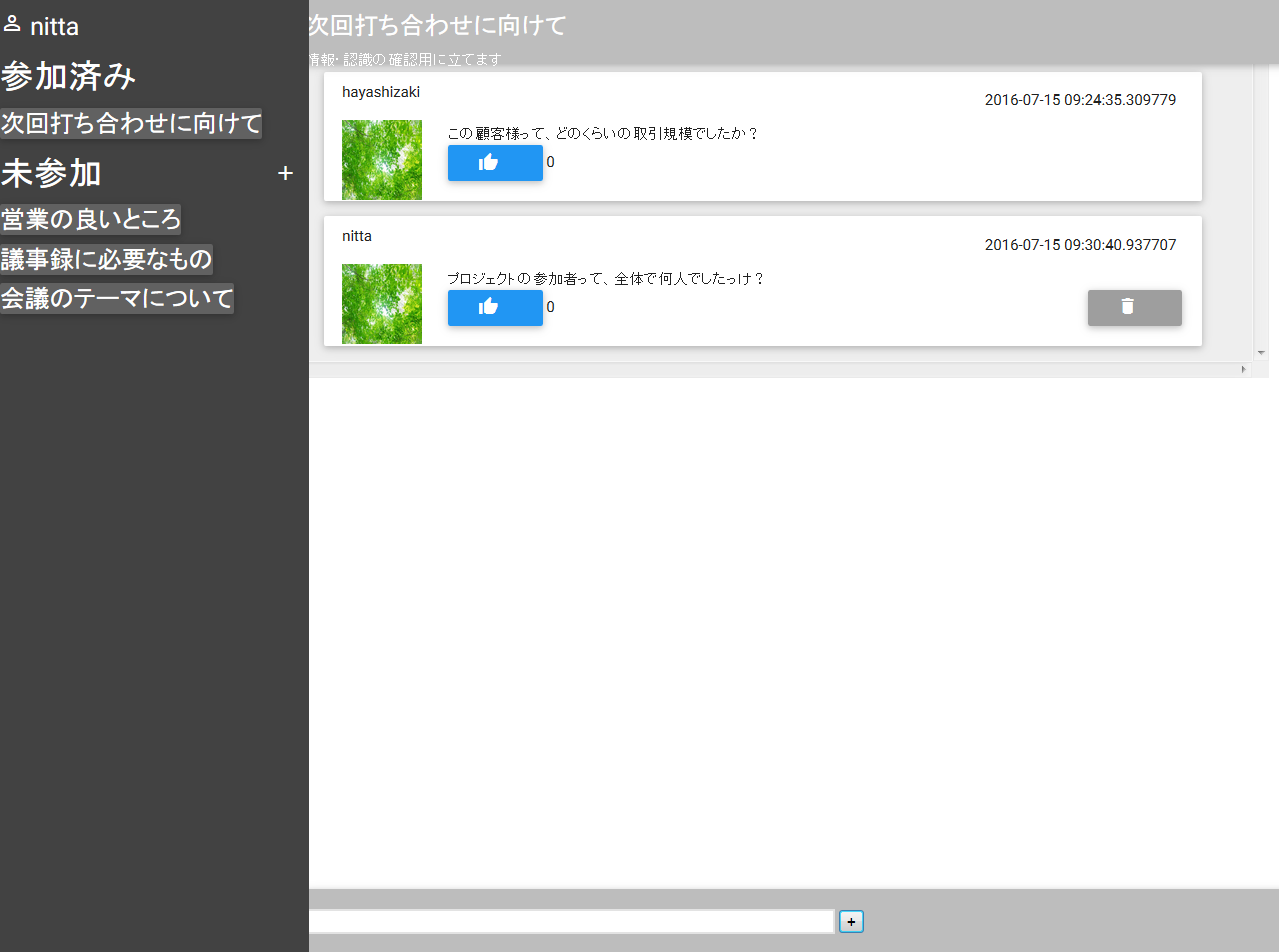 nitta
参加済み
次回打ち合わせに向けて
未参加 +
営業の良いところ
議事録に必要なもの
会議のテーマについて
次回打ち合わせに向けて
情報・認識の確認用に立てます
hayashizaki
2016-07-15 09:24:35.309779
この顧客様って、どのくらいの取引規模でしたか？
0
nitta
2016-07-15 09:30:40.937707
プロジェクトの参加者って、全体で何人でしたっけ？
0
+